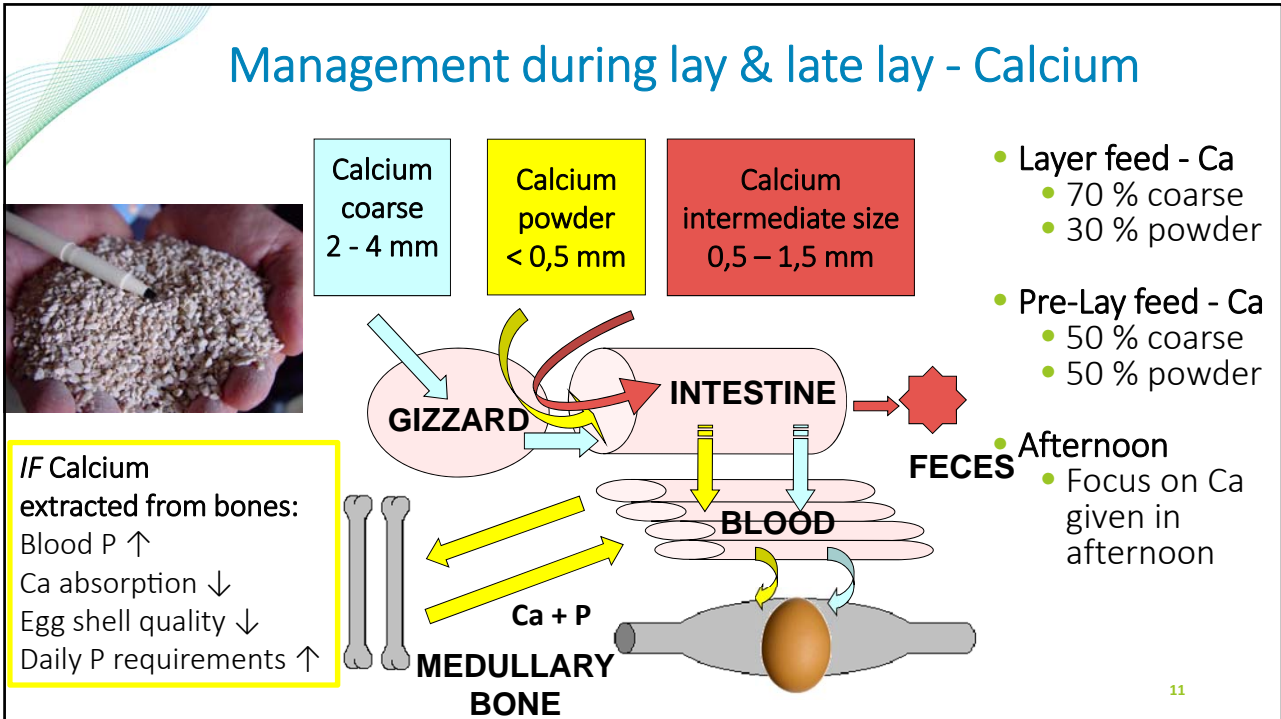 Management during lay & late lay - Calcium
Calcium
coarse
2 - 4 mm
Calcium
powder
< 0,5 mm
Calcium
intermediate size
0,5 – 1,5 mm
GIZZARD
INTESTINE
FECES
BLOOD
Ca + P
MEDULLARY
BONE
IF Calcium
extracted from bones:
Blood P ↑
Ca absorption ↓
Egg shell quality ↓
Daily P requirements ↑
• Layer feed - Ca
• 70 % coarse
• 30 % powder
• Pre-Lay feed - Ca
• 50 % coarse
• 50 % powder
• Afternoon
• Focus on Ca
given in
afternoon
11